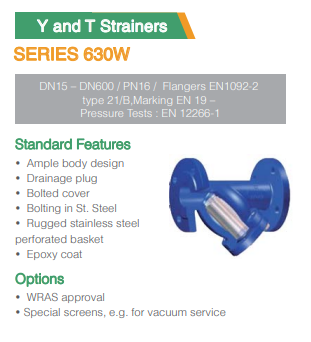 Y and T Strainers
SERIES 630W
DN15 – DN600 / PN16 / Flangers EN1092-2
type 21/B,Marking EN 19 –
Pressure Tests : EN 12266-1
Standard Features
• Ample body design
• Drainage plug
• Bolted cover
• Bolting in St. Steel
• Rugged stainless steel
perforated basket
• Epoxy coat
Options
• WRAS approval
• Special screens, e.g. for vacuum service